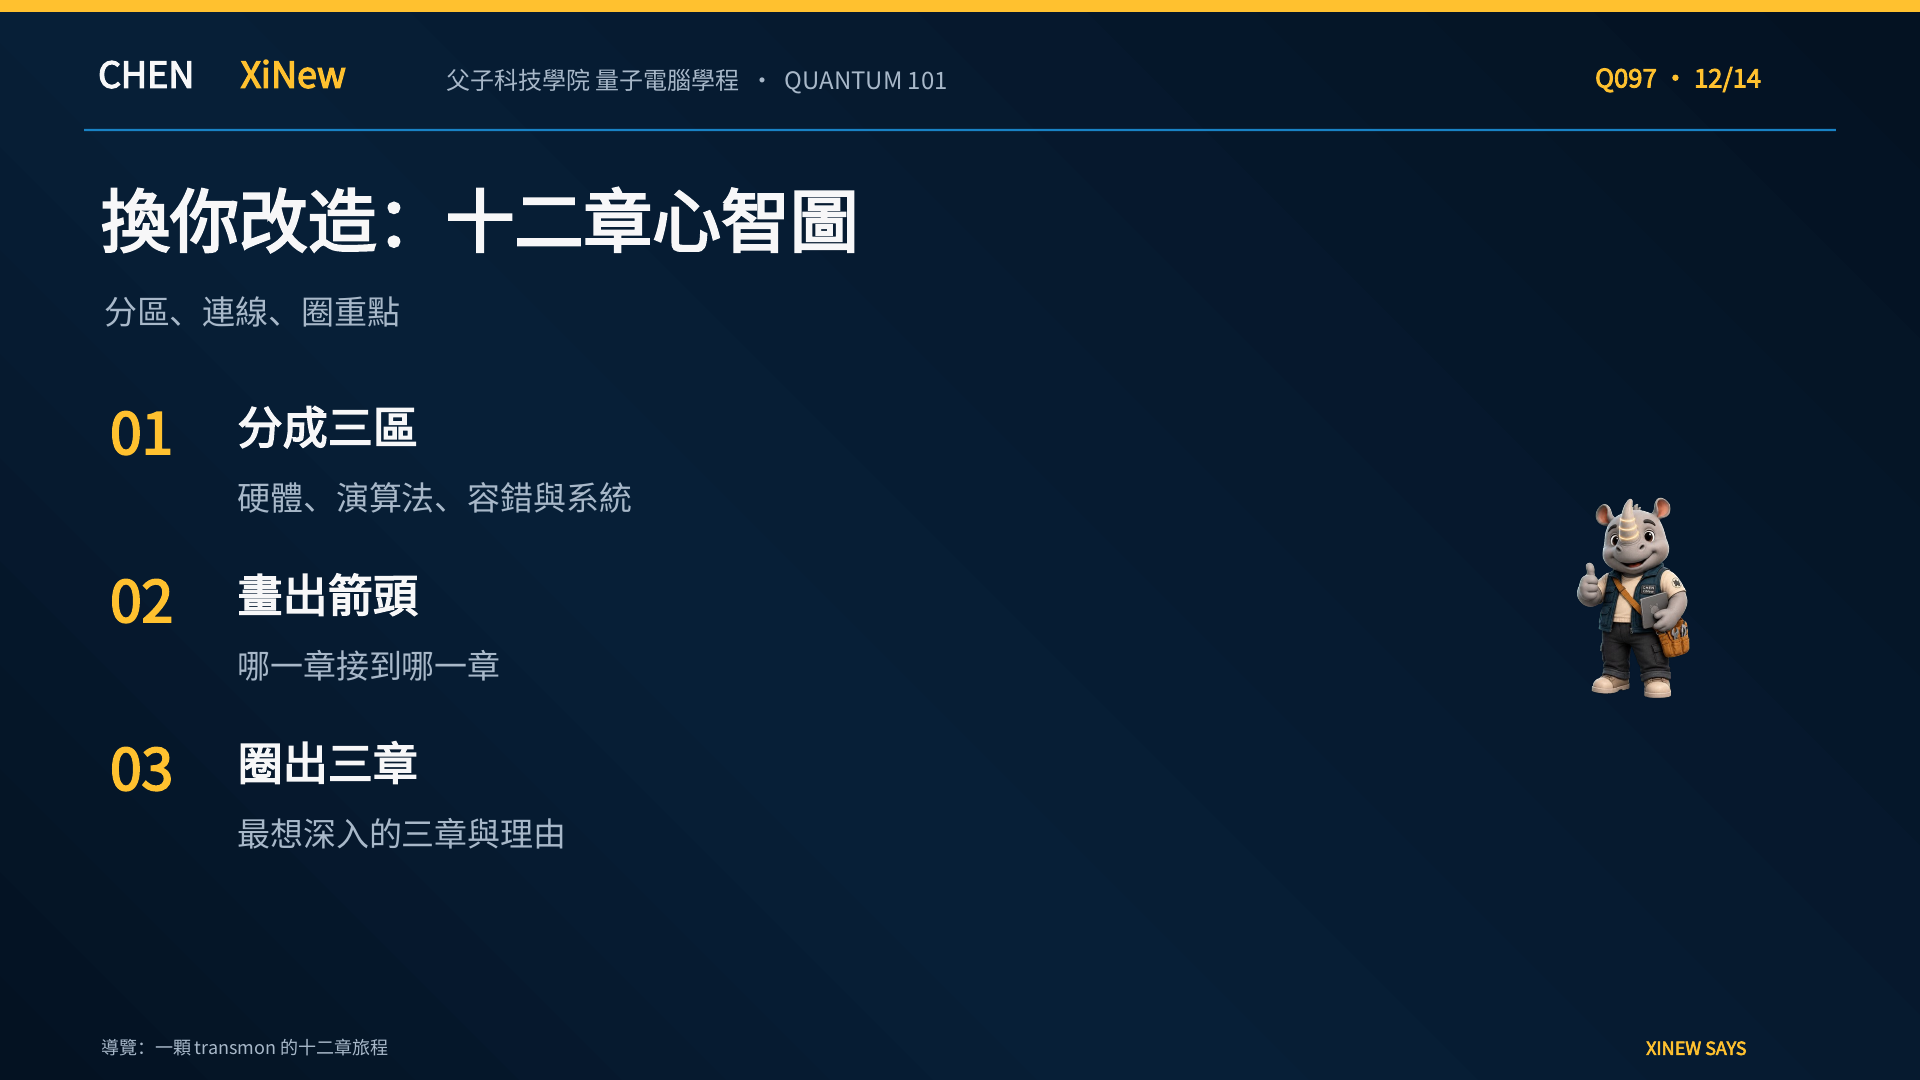 CHEN XiNew 父子科技學院 量子電腦學程 · QUANTUM 101 Q097 · 12/14
換你改造：十二章心智圖
分區、連線、圈重點
01 分成三區
硬體、演算法、容錯與系統
02 畫出箭頭
哪一章接到哪一章
03 圈出三章
最想深入的三章與理由
導覽：一顆 transmon 的十二章旅程 XINEW SAYS